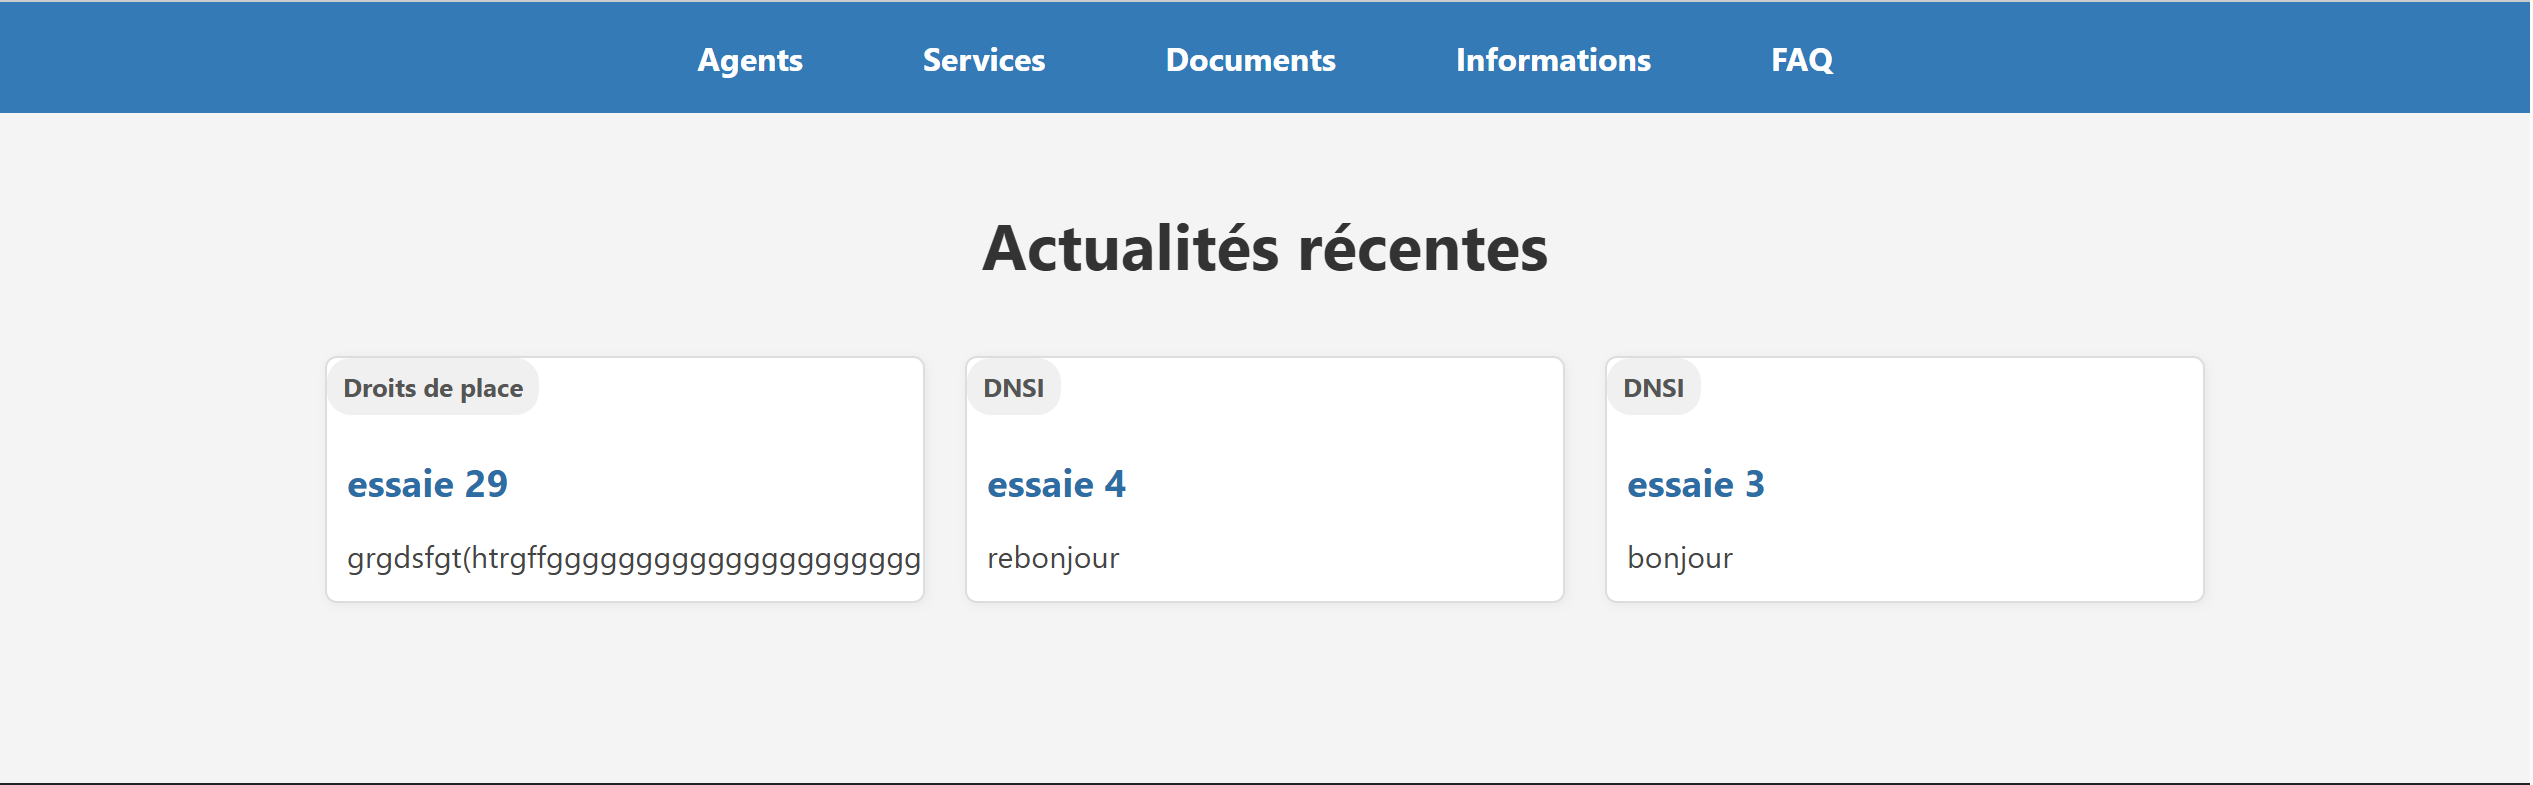 Agents Services Documents Informations FAQ
Actualités récentes
Droits de place
essaie 29
grgdsfgt(htrgffggggggggggggggggggggg
DNSI
essaie 4
rebonjour
DNSI
essaie 3
bonjour